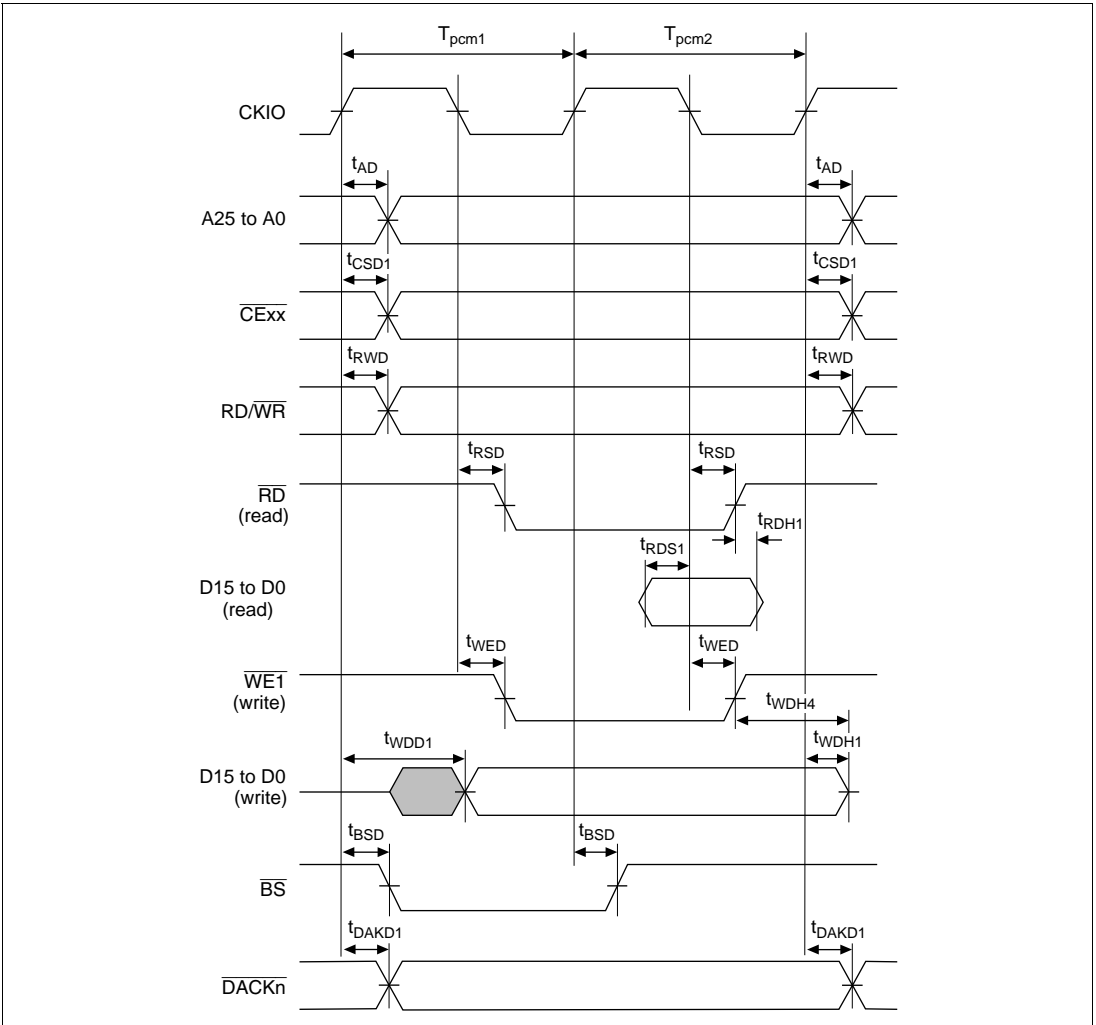 Tpcm1 Tpcm2
CKIO
tAD tAD
A25 to A0
tCSD1 tCSD1
CExx
tRWD tRWD
RD/WR
tRSD tRSD
RD
(read)
tRDH1
tRDS1
D15 to D0
(read)
tWED tWED
WE1
(write)
tWDH4
tWDD1 tWDH1
D15 to D0
(write)
tBSD tBSD
BS
tDAKD1 tDAKD1
DACKn